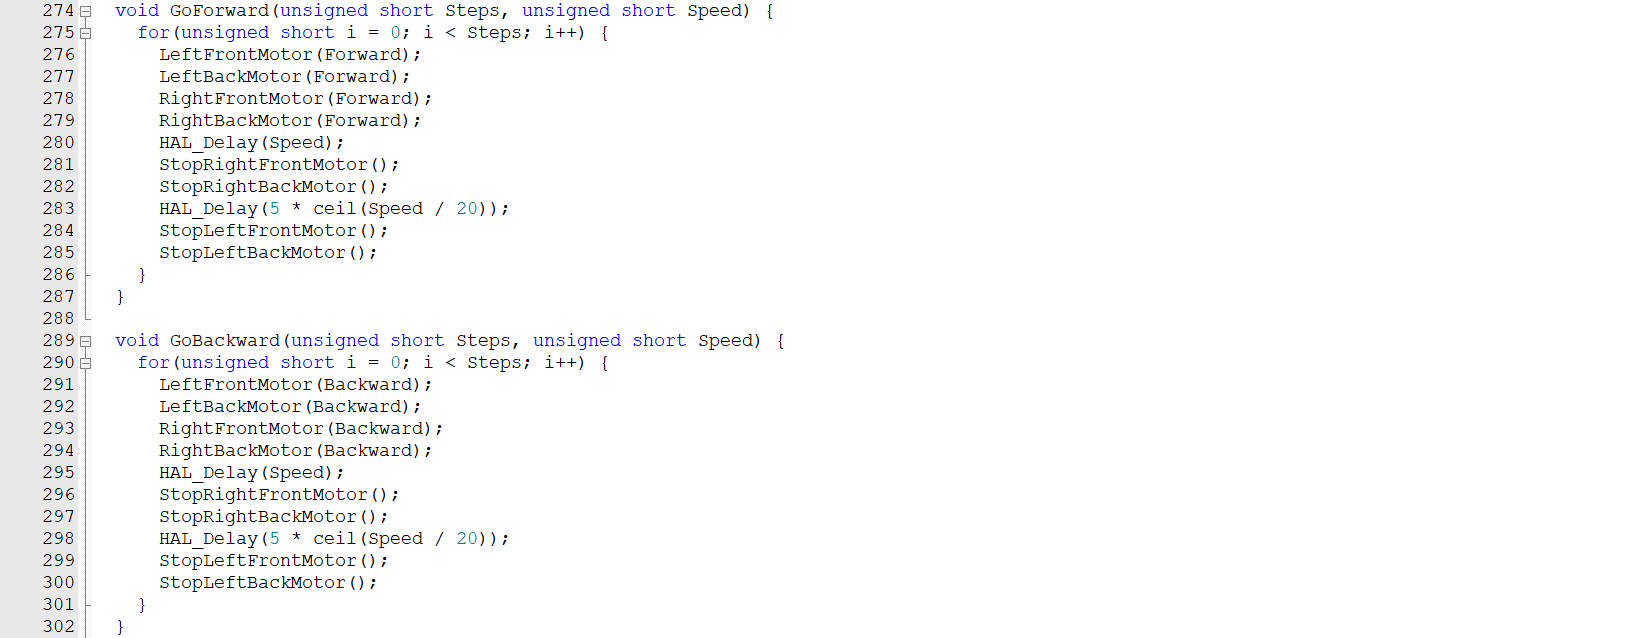 274 void GoForward(unsigned short Steps, unsigned short Speed) {
275 for(unsigned short i = 0; i < Steps; i++) {
276 LeftFrontMotor(Forward);
277 LeftBackMotor(Forward);
278 RightFrontMotor(Forward);
279 RightBackMotor(Forward);
280 HAL_Delay(Speed);
281 StopRightFrontMotor();
282 StopRightBackMotor();
283 HAL_Delay(5 * ceil(Speed / 20));
284 StopLeftFrontMotor();
285 StopLeftBackMotor();
286 }
287 }
288
289 void GoBackward(unsigned short Steps, unsigned short Speed) {
290 for(unsigned short i = 0; i < Steps; i++) {
291 LeftFrontMotor(Backward);
292 LeftBackMotor(Backward);
293 RightFrontMotor(Backward);
294 RightBackMotor(Backward);
295 HAL_Delay(Speed);
296 StopRightFrontMotor();
297 StopRightBackMotor();
298 HAL_Delay(5 * ceil(Speed / 20));
299 StopLeftFrontMotor();
300 StopLeftBackMotor();
301 }
302 }